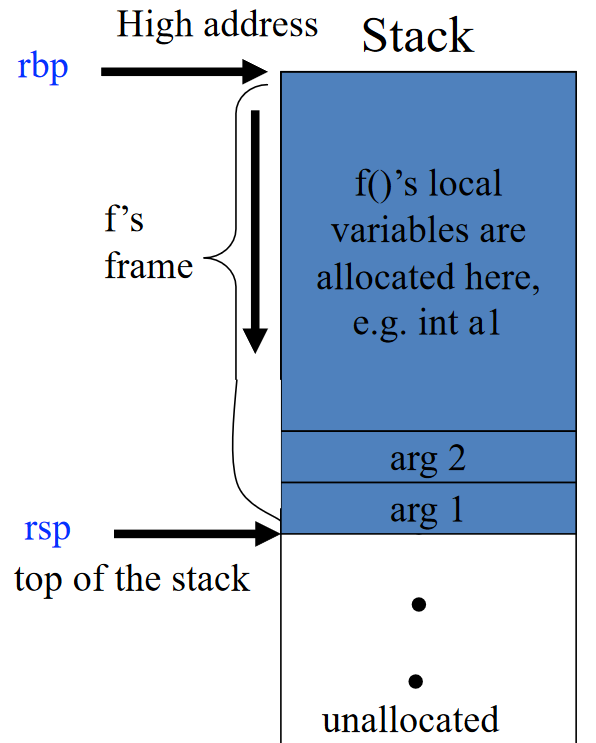 High address
Stack
rbp
f()’s local
variables are
allocated here,
e.g. int a1
f’s
frame
arg 2
arg 1
rsp
top of the stack
unallocated